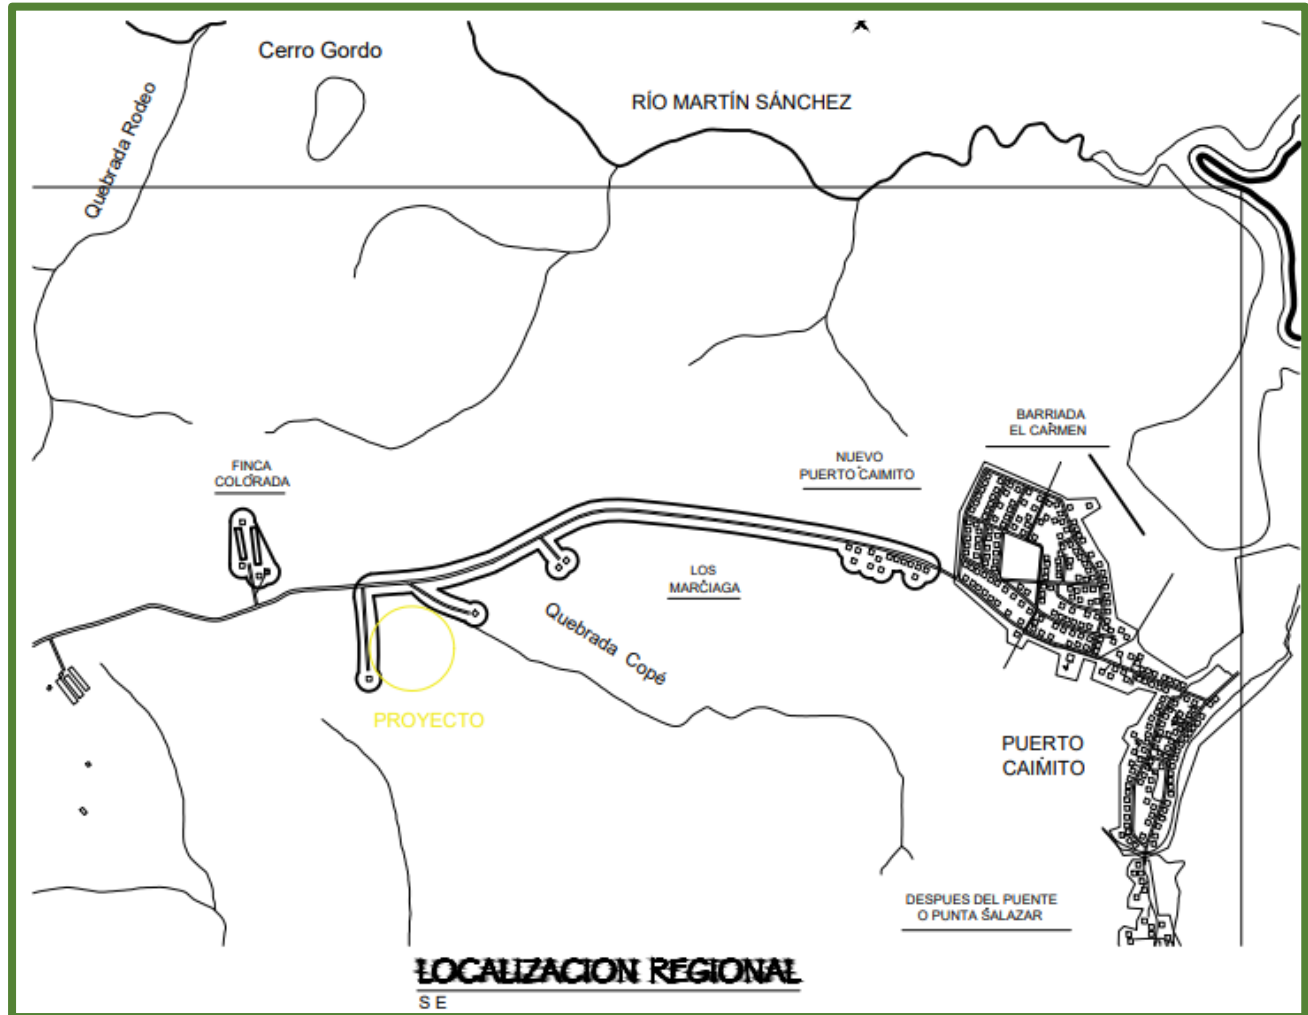 Cerro Gordo
RÍO MARTÍN SÁNCHEZ
Quebrada Rodeo
BARRIADA
EL CARMEN
NUEVO
PUERTO CAIMITO
FINCA
COLORADA
LOS
MARCIAGA
Quebrada Copé
PROYECTO
PUERTO
CAIMITO
DESPUES DEL PUENTE
O PUNTA SALAZAR
LOCALIZACION REGIONAL
S E